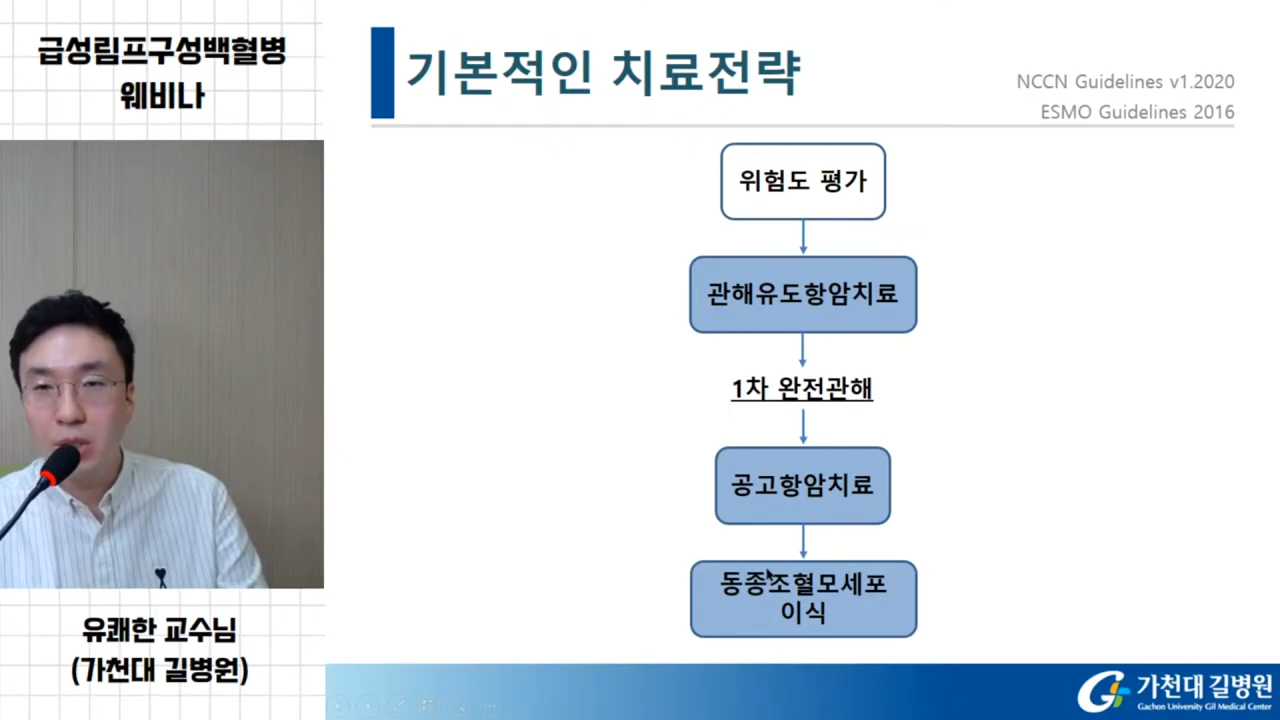 급성림프구성백혈병
웨비나
유쾌한 교수님
(가천대 길병원)
기본적인 치료전략
NCCN Guidelines v1.2020
ESMO Guidelines 2016
위험도 평가
관해유도항암치료
1차 완전관해
공고항암치료
동종조혈모세포
이식
가천대 길병원
Gachon University Gil Medical Center